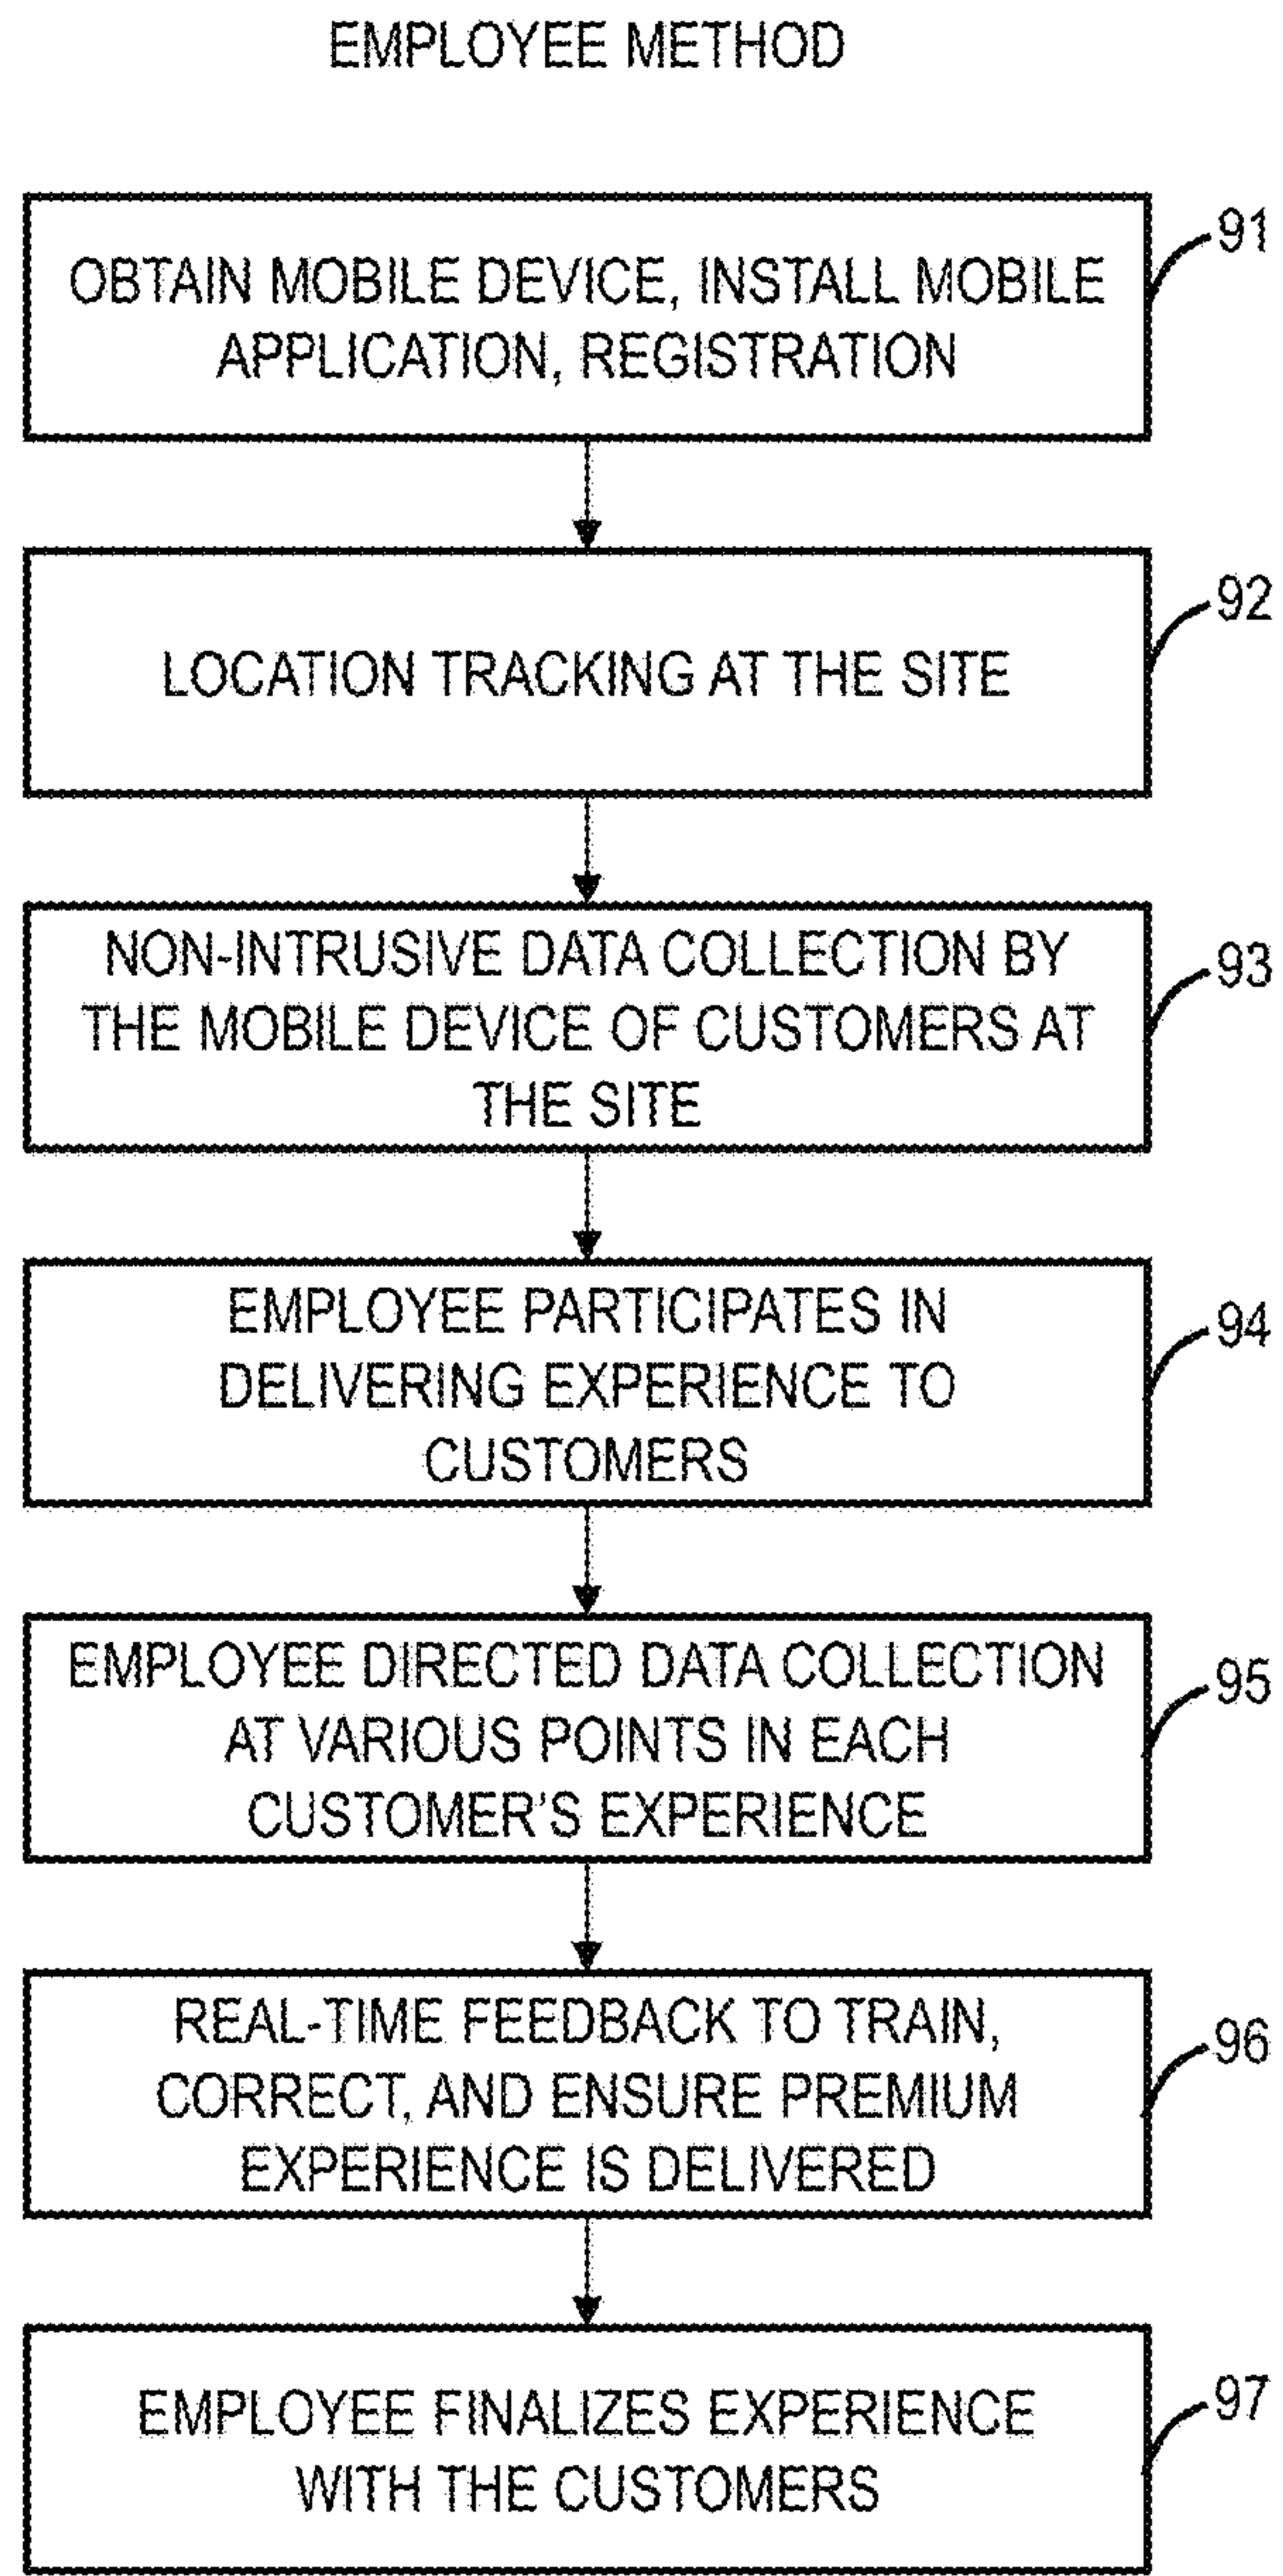 EMPLOYEE METHOD
OBTAIN MOBILE DEVICE, INSTALL MOBILE
APPLICATION, REGISTRATION
91
LOCATION TRACKING AT THE SITE
92
NON-INTRUSIVE DATA COLLECTION BY
THE MOBILE DEVICE OF CUSTOMERS AT
THE SITE
93
EMPLOYEE PARTICIPATES IN
DELIVERING EXPERIENCE TO
CUSTOMERS
94
EMPLOYEE DIRECTED DATA COLLECTION
AT VARIOUS POINTS IN EACH
CUSTOMER'S EXPERIENCE
95
REAL-TIME FEEDBACK TO TRAIN,
CORRECT, AND ENSURE PREMIUM
EXPERIENCE IS DELIVERED
96
EMPLOYEE FINALIZES EXPERIENCE
WITH THE CUSTOMERS
97